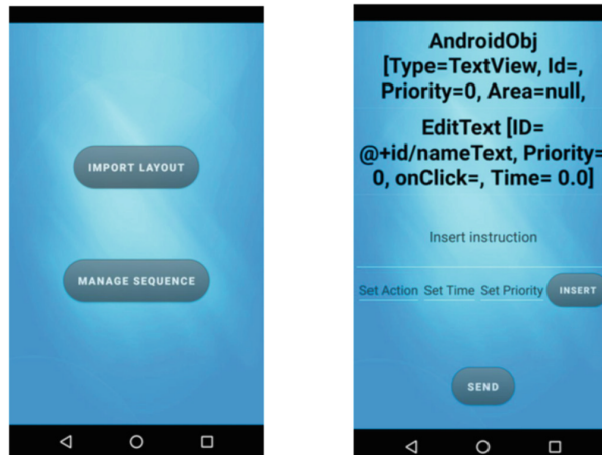 IMPORT LAYOUT
MANAGE SEQUENCE
AndroidObj
[Type=TextView, Id=,
Priority=0, Area=null,
EditText [ID=
@+id/nameText, Priority=
0, onClick=, Time= 0.0]
Insert instruction
Set Action Set Time Set Priority INSERT
SEND